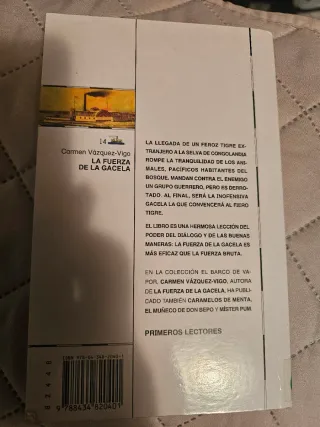 14
Carmen Vázquez-Vigo
LA FUERZA
DE LA GACELA
LA LLEGADA DE UN FEROZ TIGRE EX-
TRANJERO A LA SELVA DE CONGOLANDIA
ROMPE LA TRANQUILIDAD DE LOS ANI-
MALES, PACÍFICOS HABITANTES DEL
BOSQUE. MANDAN CONTRA EL ENEMIGO
UN GRUPO GUERRERO, PERO ES DERRO-
TADO. AL FINAL, SERÁ LA INOFENSIVA
GACELA LA QUE CONVENCERÁ AL FIERO
TIGRE.
EL LIBRO ES UNA HERMOSA LECCIÓN DEL
PODER DEL DIÁLOGO Y DE LAS BUENAS
MANERAS: LA FUERZA DE LA GACELA ES
MÁS EFICAZ QUE LA FUERZA BRUTA.
EN LA COLECCIÓN EL BARCO DE VA-
POR, CARMEN VÁZQUEZ-VIGO, AUTORA
DE LA FUERZA DE LA GACELA, HA PUBLI-
CADO TAMBIÉN CARAMELOS DE MENTA,
EL MUÑECO DE DON BEPO Y MÍSTER PUM.
PRIMEROS LECTORES
9 788434 820401